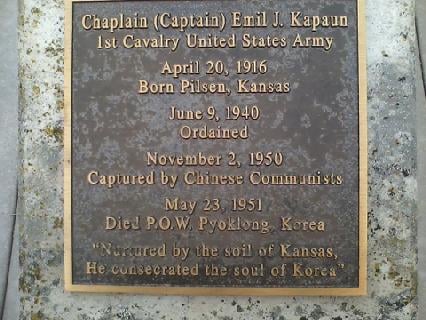 Chaplain (Captain) Emil J. Kapaun
1st Cavalry United States Army
April 20, 1916
Born Pilsen, Kansas
June 9, 1940
Ordained
November 2, 1950
Captured by Chinese Communists
May 23, 1951
Died P.O.W. Pyoklong, Korea
"Nurtured by the soil of Kansas,
He consecrated the soul of Korea"